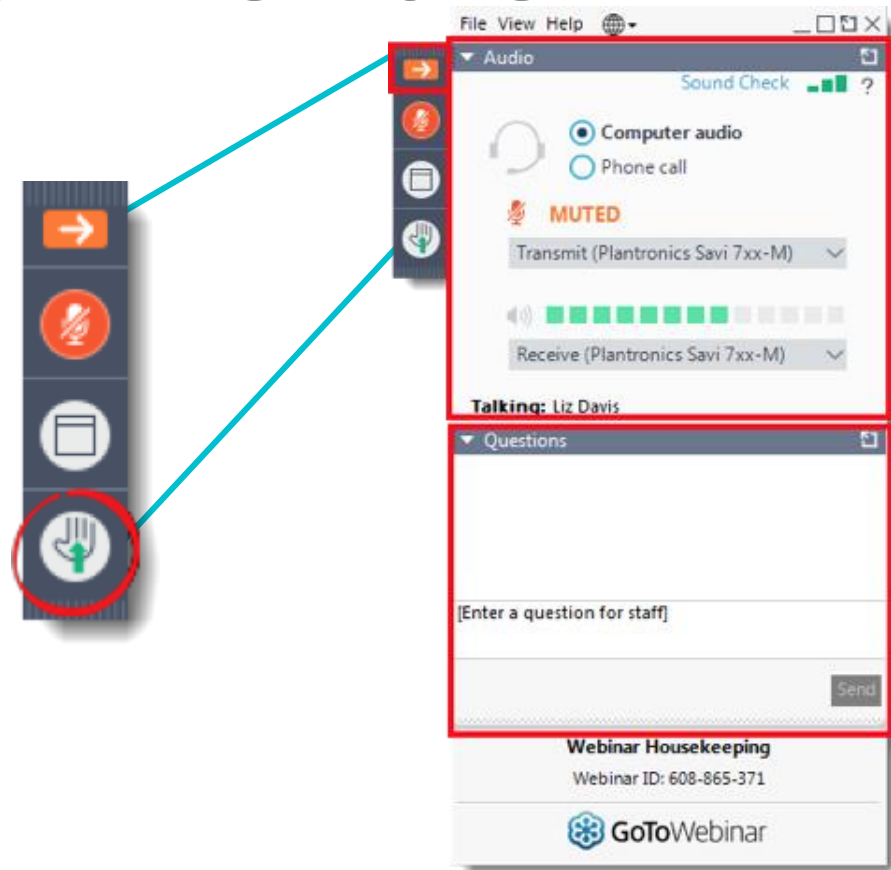 File View Help
Audio
Sound Check ?
Computer audio
Phone call
MUTED
Transmit (Plantronics Savi 7xx-M)
Receive (Plantronics Savi 7xx-M)
Talking: Liz Davis
Questions
[Enter a question for staff]
Send
Webinar Housekeeping
Webinar ID: 608-865-371
GoToWebinar